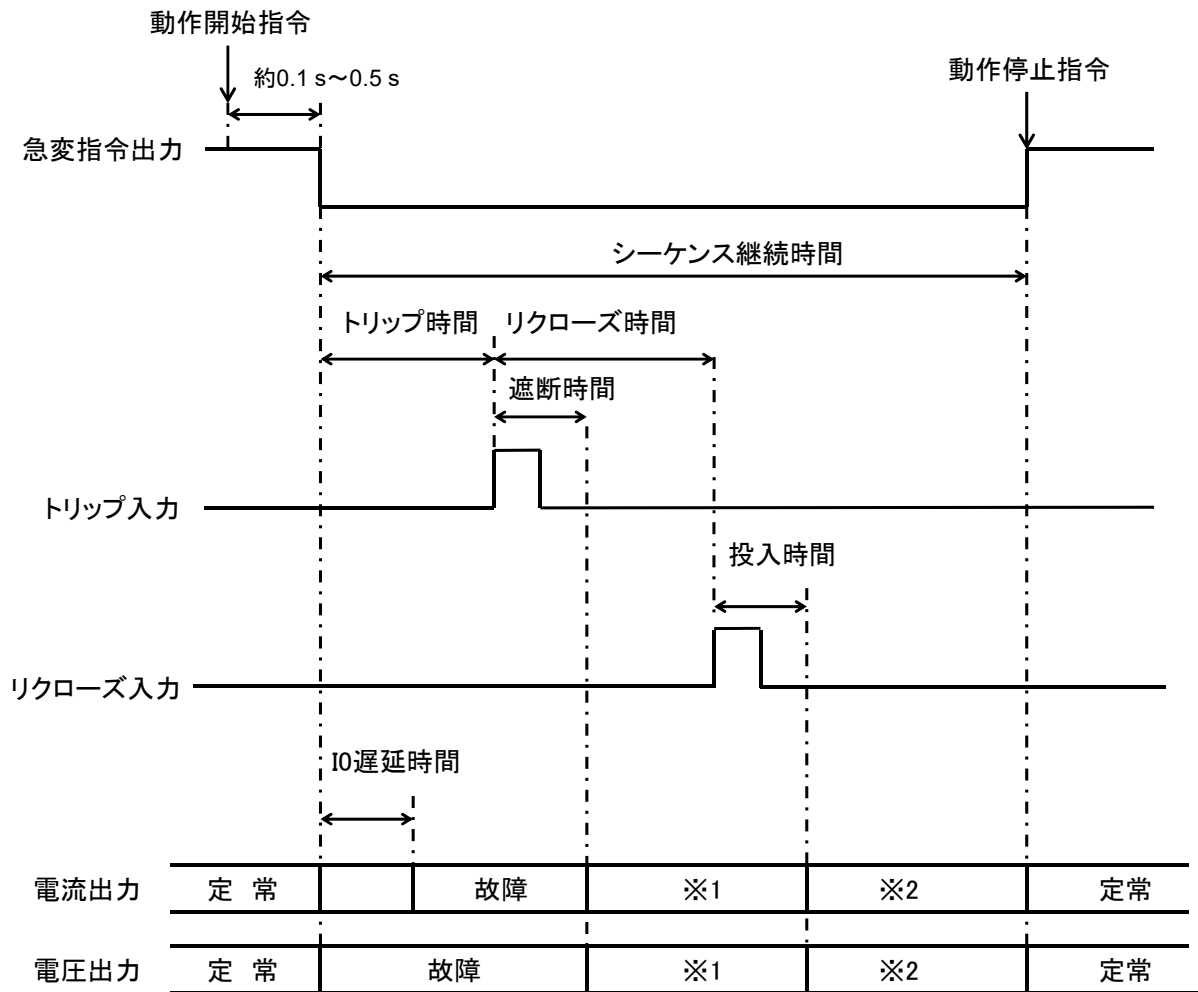 動作開始指令
約0.1 s～0.5 s
動作停止指令
急変指令出力
シーケンス継続時間
トリップ時間
リクローズ時間
遮断時間
トリップ入力
投入時間
リクローズ入力
IO遅延時間
電流出力 定 常 故障 ※1 ※2 定常
電圧出力 定 常 故障 ※1 ※2 定常